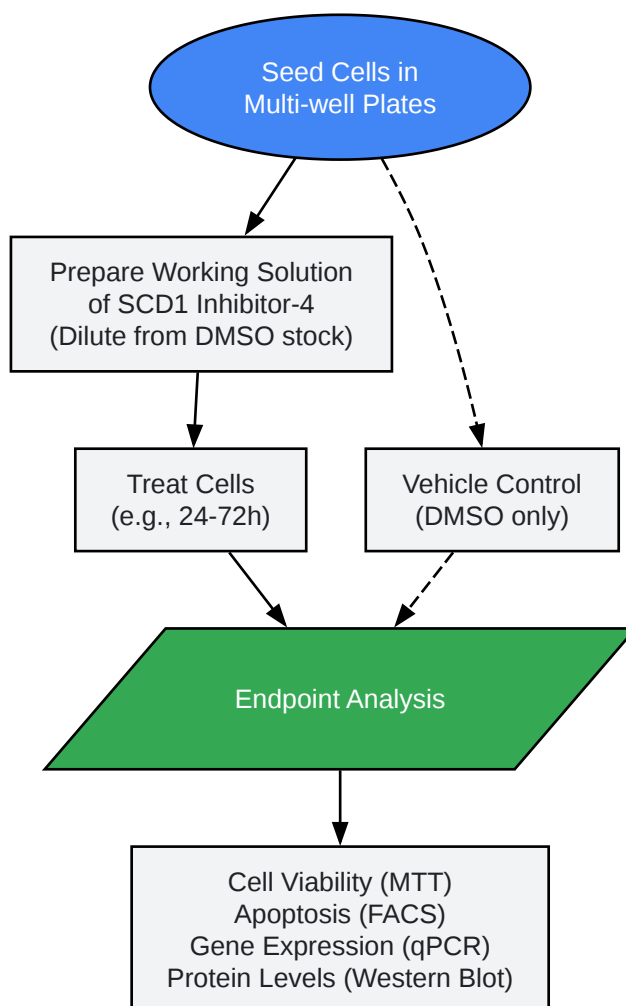 Seed Cells in
Multi-well Plates
Prepare Working Solution
of SCD1 Inhibitor-4
(Dilute from DMSO stock)
Treat Cells
(e.g., 24-72h)
Vehicle Control
(DMSO only)
Endpoint Analysis
Cell Viability (MTT)
Apoptosis (FACS)
Gene Expression (qPCR)
Protein Levels (Western Blot)